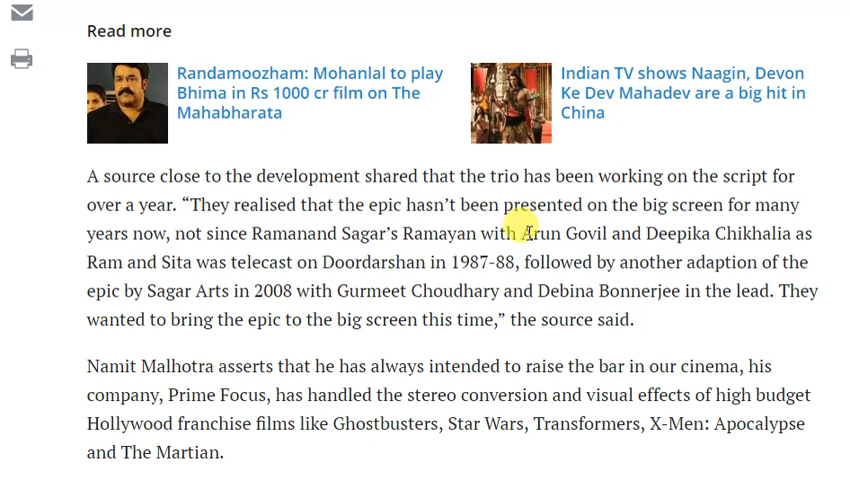 Read more
Randamoozham: Mohanlal to play
Bhima in Rs 1000 cr film on The
Mahabharata
Indian TV shows Naagin, Devon
Ke Dev Mahadev are a big hit in
China
A source close to the development shared that the trio has been working on the script for
over a year. “They realised that the epic hasn’t been presented on the big screen for many
years now, not since Ramanand Sagar’s Ramayan with Arun Govil and Deepika Chikhalia as
Ram and Sita was telecast on Doordarshan in 1987-88, followed by another adaption of the
epic by Sagar Arts in 2008 with Gurmeet Choudhary and Debina Bonnerjee in the lead. They
wanted to bring the epic to the big screen this time,” the source said.
Namit Malhotra asserts that he has always intended to raise the bar in our cinema, his
company, Prime Focus, has handled the stereo conversion and visual effects of high budget
Hollywood franchise films like Ghostbusters, Star Wars, Transformers, X-Men: Apocalypse
and The Martian.